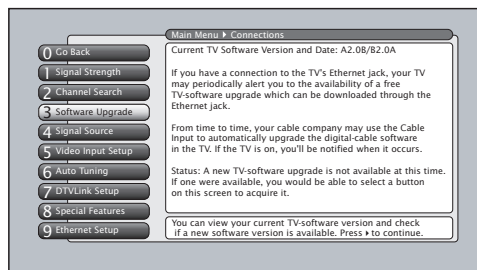 Main Menu ▸ Connections
0 Go Back
1 Signal Strength
2 Channel Search
3 Software Upgrade
4 Signal Source
5 Video Input Setup
6 Auto Tuning
7 DTVLink Setup
8 Special Features
9 Ethernet Setup
Current TV Software Version and Date: A2.0B/B2.0A
If you have a connection to the TV's Ethernet jack, your TV
may periodically alert you to the availability of a free
TV-software upgrade which can be downloaded through the
Ethernet jack.
From time to time, your cable company may use the Cable
Input to automatically upgrade the digital-cable software
in the TV. If the TV is on, you'll be notified when it occurs.
Status: A new TV-software upgrade is not available at this time.
If one were available, you would be able to select a button
on this screen to acquire it.
You can view your current TV-software version and check
if a new software version is available. Press ▸ to continue.